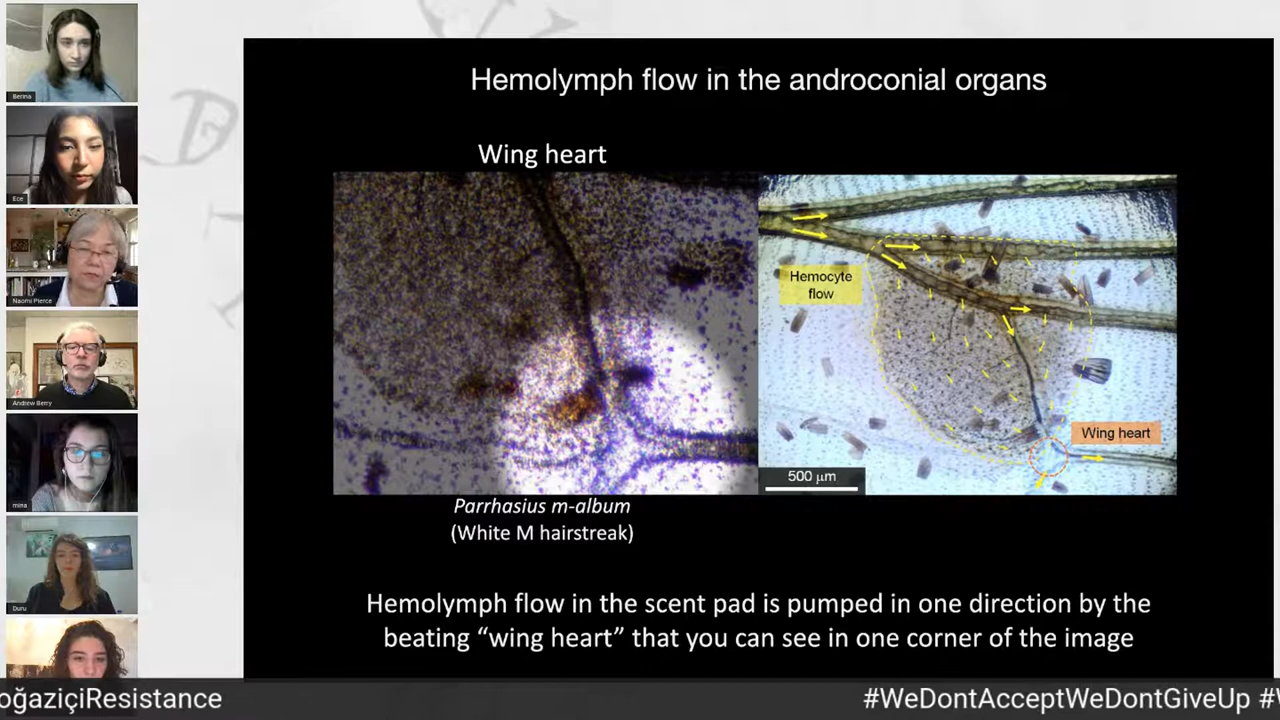 Berina
Ece
Naomi Pierce
Andrew Berry
mina
Duru
Hemolymph flow in the androconial organs
Wing heart
Hemocyte
flow
Wing heart
500 μm
Parrhasius m-album
(White M hairstreak)
Hemolymph flow in the scent pad is pumped in one direction by the
beating “wing heart” that you can see in one corner of the image
oğaziçiResistance
#WeDontAcceptWeDontGiveUp #W